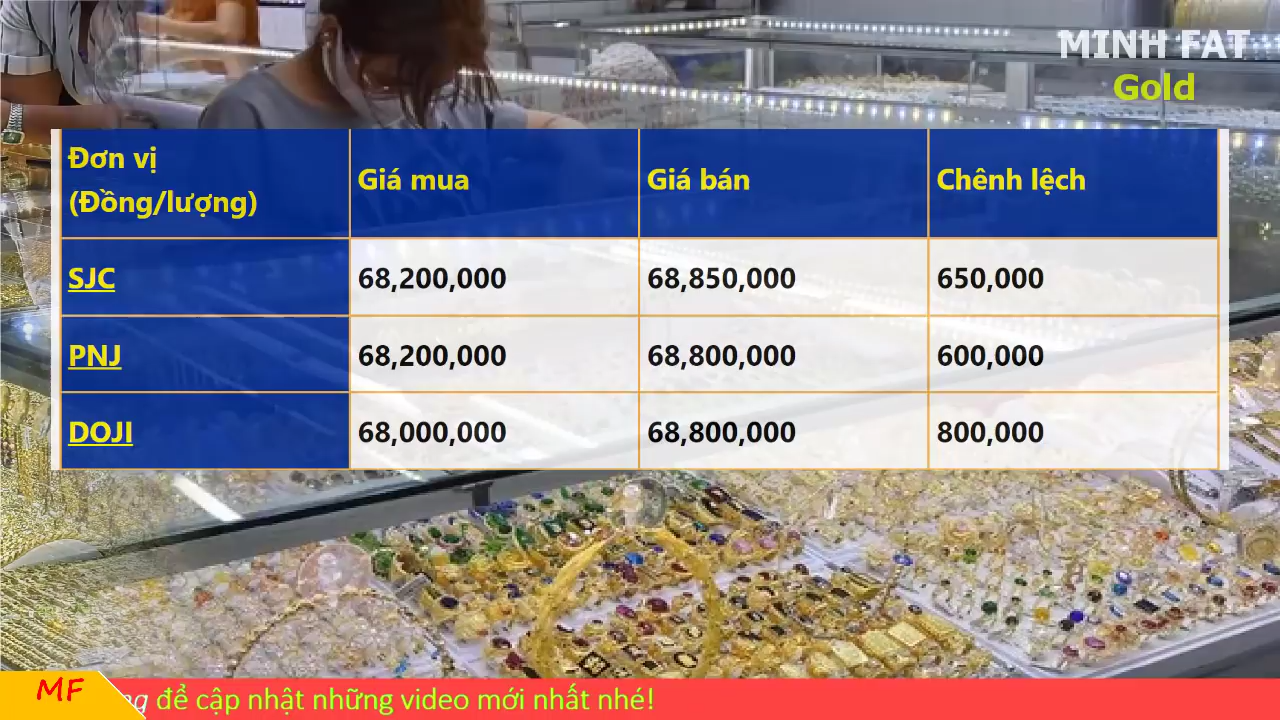 MINH FAT
Gold
Đơn vị
(Đồng/lượng)
Giá mua
Giá bán
Chênh lệch
SJC
68,200,000
68,850,000
650,000
PNJ
68,200,000
68,800,000
600,000
DOJI
68,000,000
68,800,000
800,000
MF
để cập nhật những video mới nhất nhé!